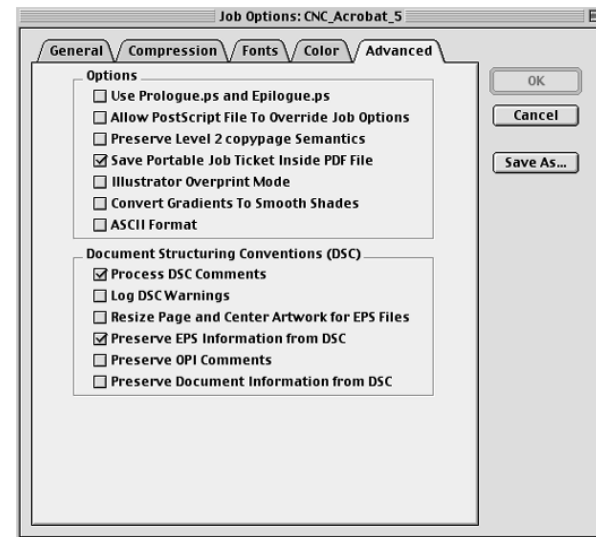 Job Options: CNC_Acrobat_5
General Compression Fonts Color Advanced
Options
Use Prologue.ps and Epilogue.ps
Allow PostScript File To Override Job Options
Preserve Level 2 copypage Semantics
Save Portable Job Ticket Inside PDF File
Illustrator Overprint Mode
Convert Gradients To Smooth Shades
ASCII Format
Document Structuring Conventions (DSC)
Process DSC Comments
Log DSC Warnings
Resize Page and Center Artwork for EPS Files
Preserve EPS Information from DSC
Preserve OPI Comments
Preserve Document Information from DSC
OK
Cancel
Save As...